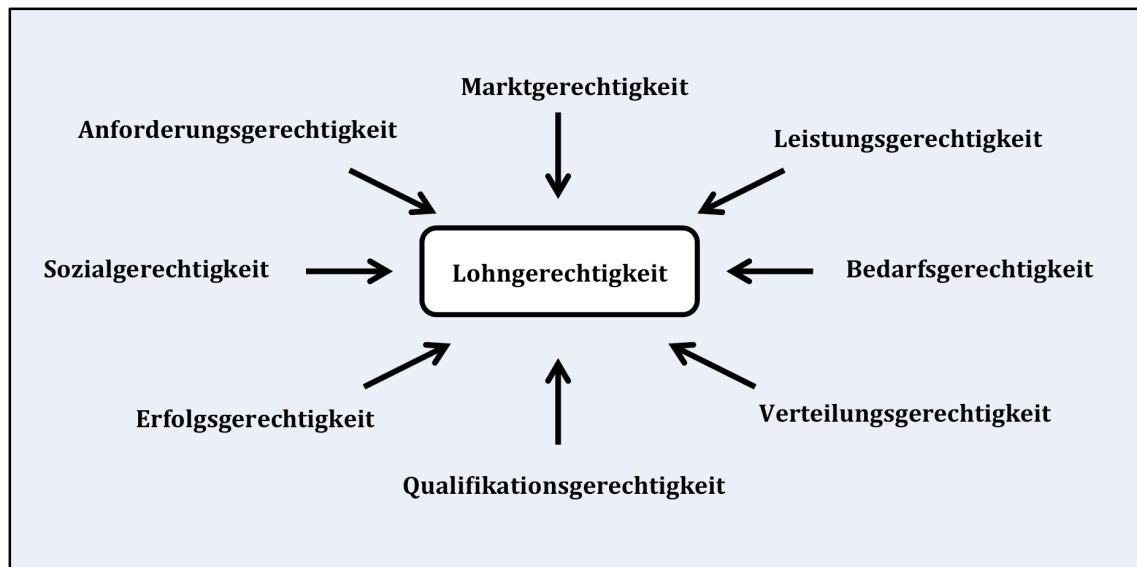 Marktgerechtigkeit
Anforderungsgerechtigkeit
Leistungsgerechtigkeit
Sozialgerechtigkeit
Lohngerechtigkeit
Bedarfsgerechtigkeit
Erfolgsgerechtigkeit
Verteilungsgerechtigkeit
Qualifikationsgerechtigkeit